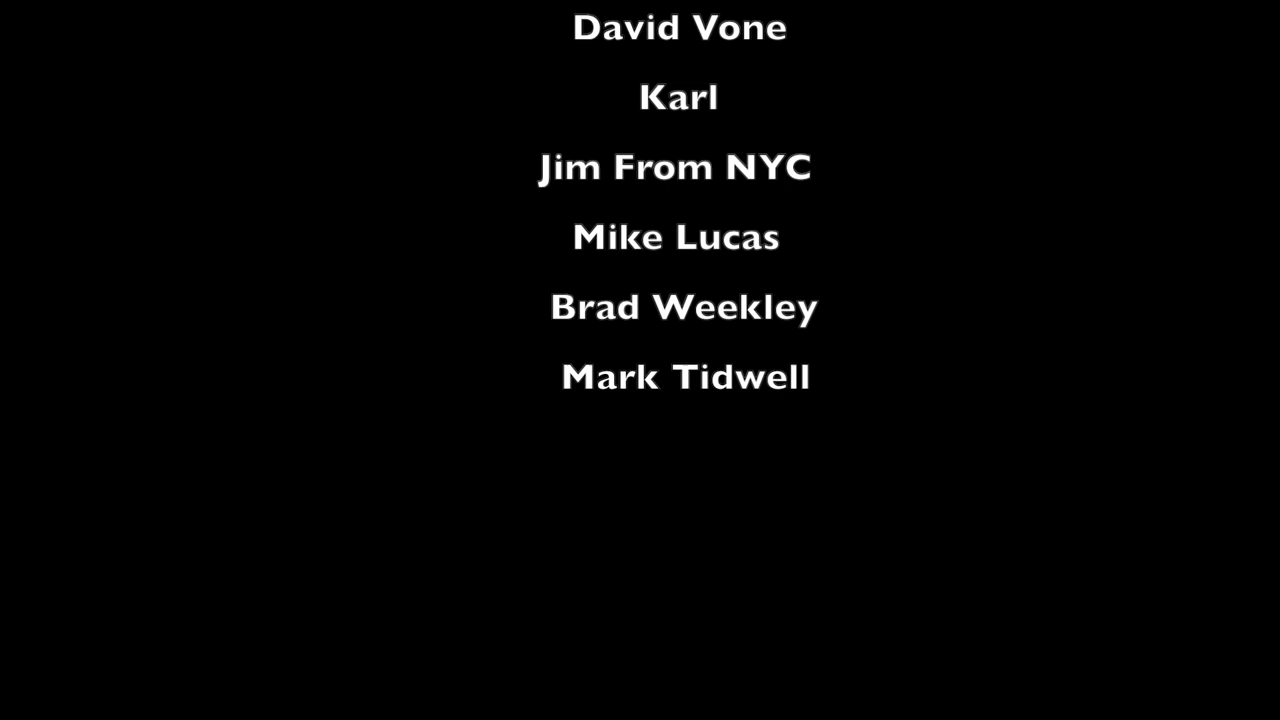 David Vone
Karl
Jim From NYC
Mike Lucas
Brad Weekley
Mark Tidwell